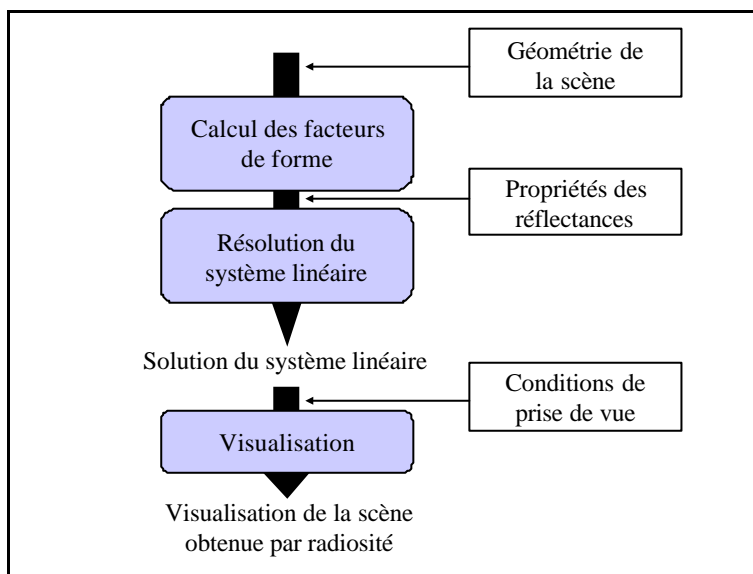 Géométrie de
la scène
Calcul des facteurs
de forme
Propriétés des
réflectances
Résolution du
système linéaire
Solution du système linéaire
Conditions de
prise de vue
Visualisation
Visualisation de la scène
obtenue par radiosité